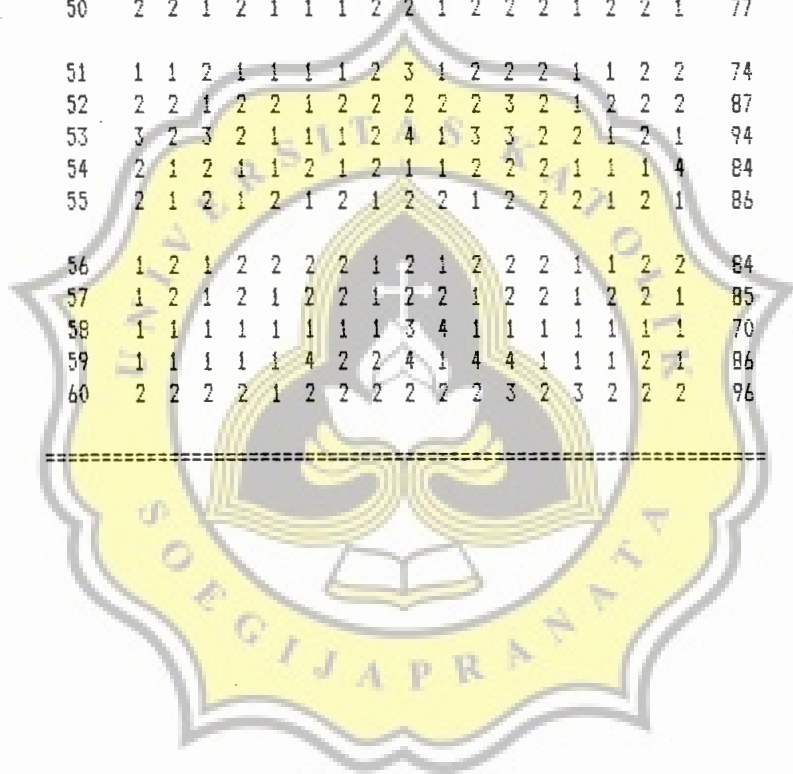 50 2 2 1 2 1 1 1 2 2 1 2 2 2 1 2 2 1 77
51 1 1 2 1 1 1 1 2 3 1 2 2 2 1 1 2 2 74
52 2 2 1 2 2 1 2 2 2 2 2 3 2 1 2 2 2 87
53 3 2 3 2 1 1 1 2 4 1 3 3 2 2 1 2 1 94
54 2 1 2 1 1 2 1 2 1 1 2 2 2 1 1 1 4 84
55 2 1 2 1 2 1 2 1 2 2 1 2 2 2 1 2 1 86
56 1 2 1 2 2 2 2 1 2 1 2 2 2 1 1 2 2 84
57 1 2 1 2 1 2 2 1 2 2 1 2 2 1 2 2 1 85
58 1 1 1 1 1 1 1 1 3 4 1 1 1 1 1 1 1 70
59 1 1 1 1 1 4 2 2 4 1 4 4 1 1 1 2 1 86
60 2 2 2 2 1 2 2 2 2 2 2 3 2 3 2 2 2 96
UNIVERSITAS KATOLIK
SOEGIJAPRANATA